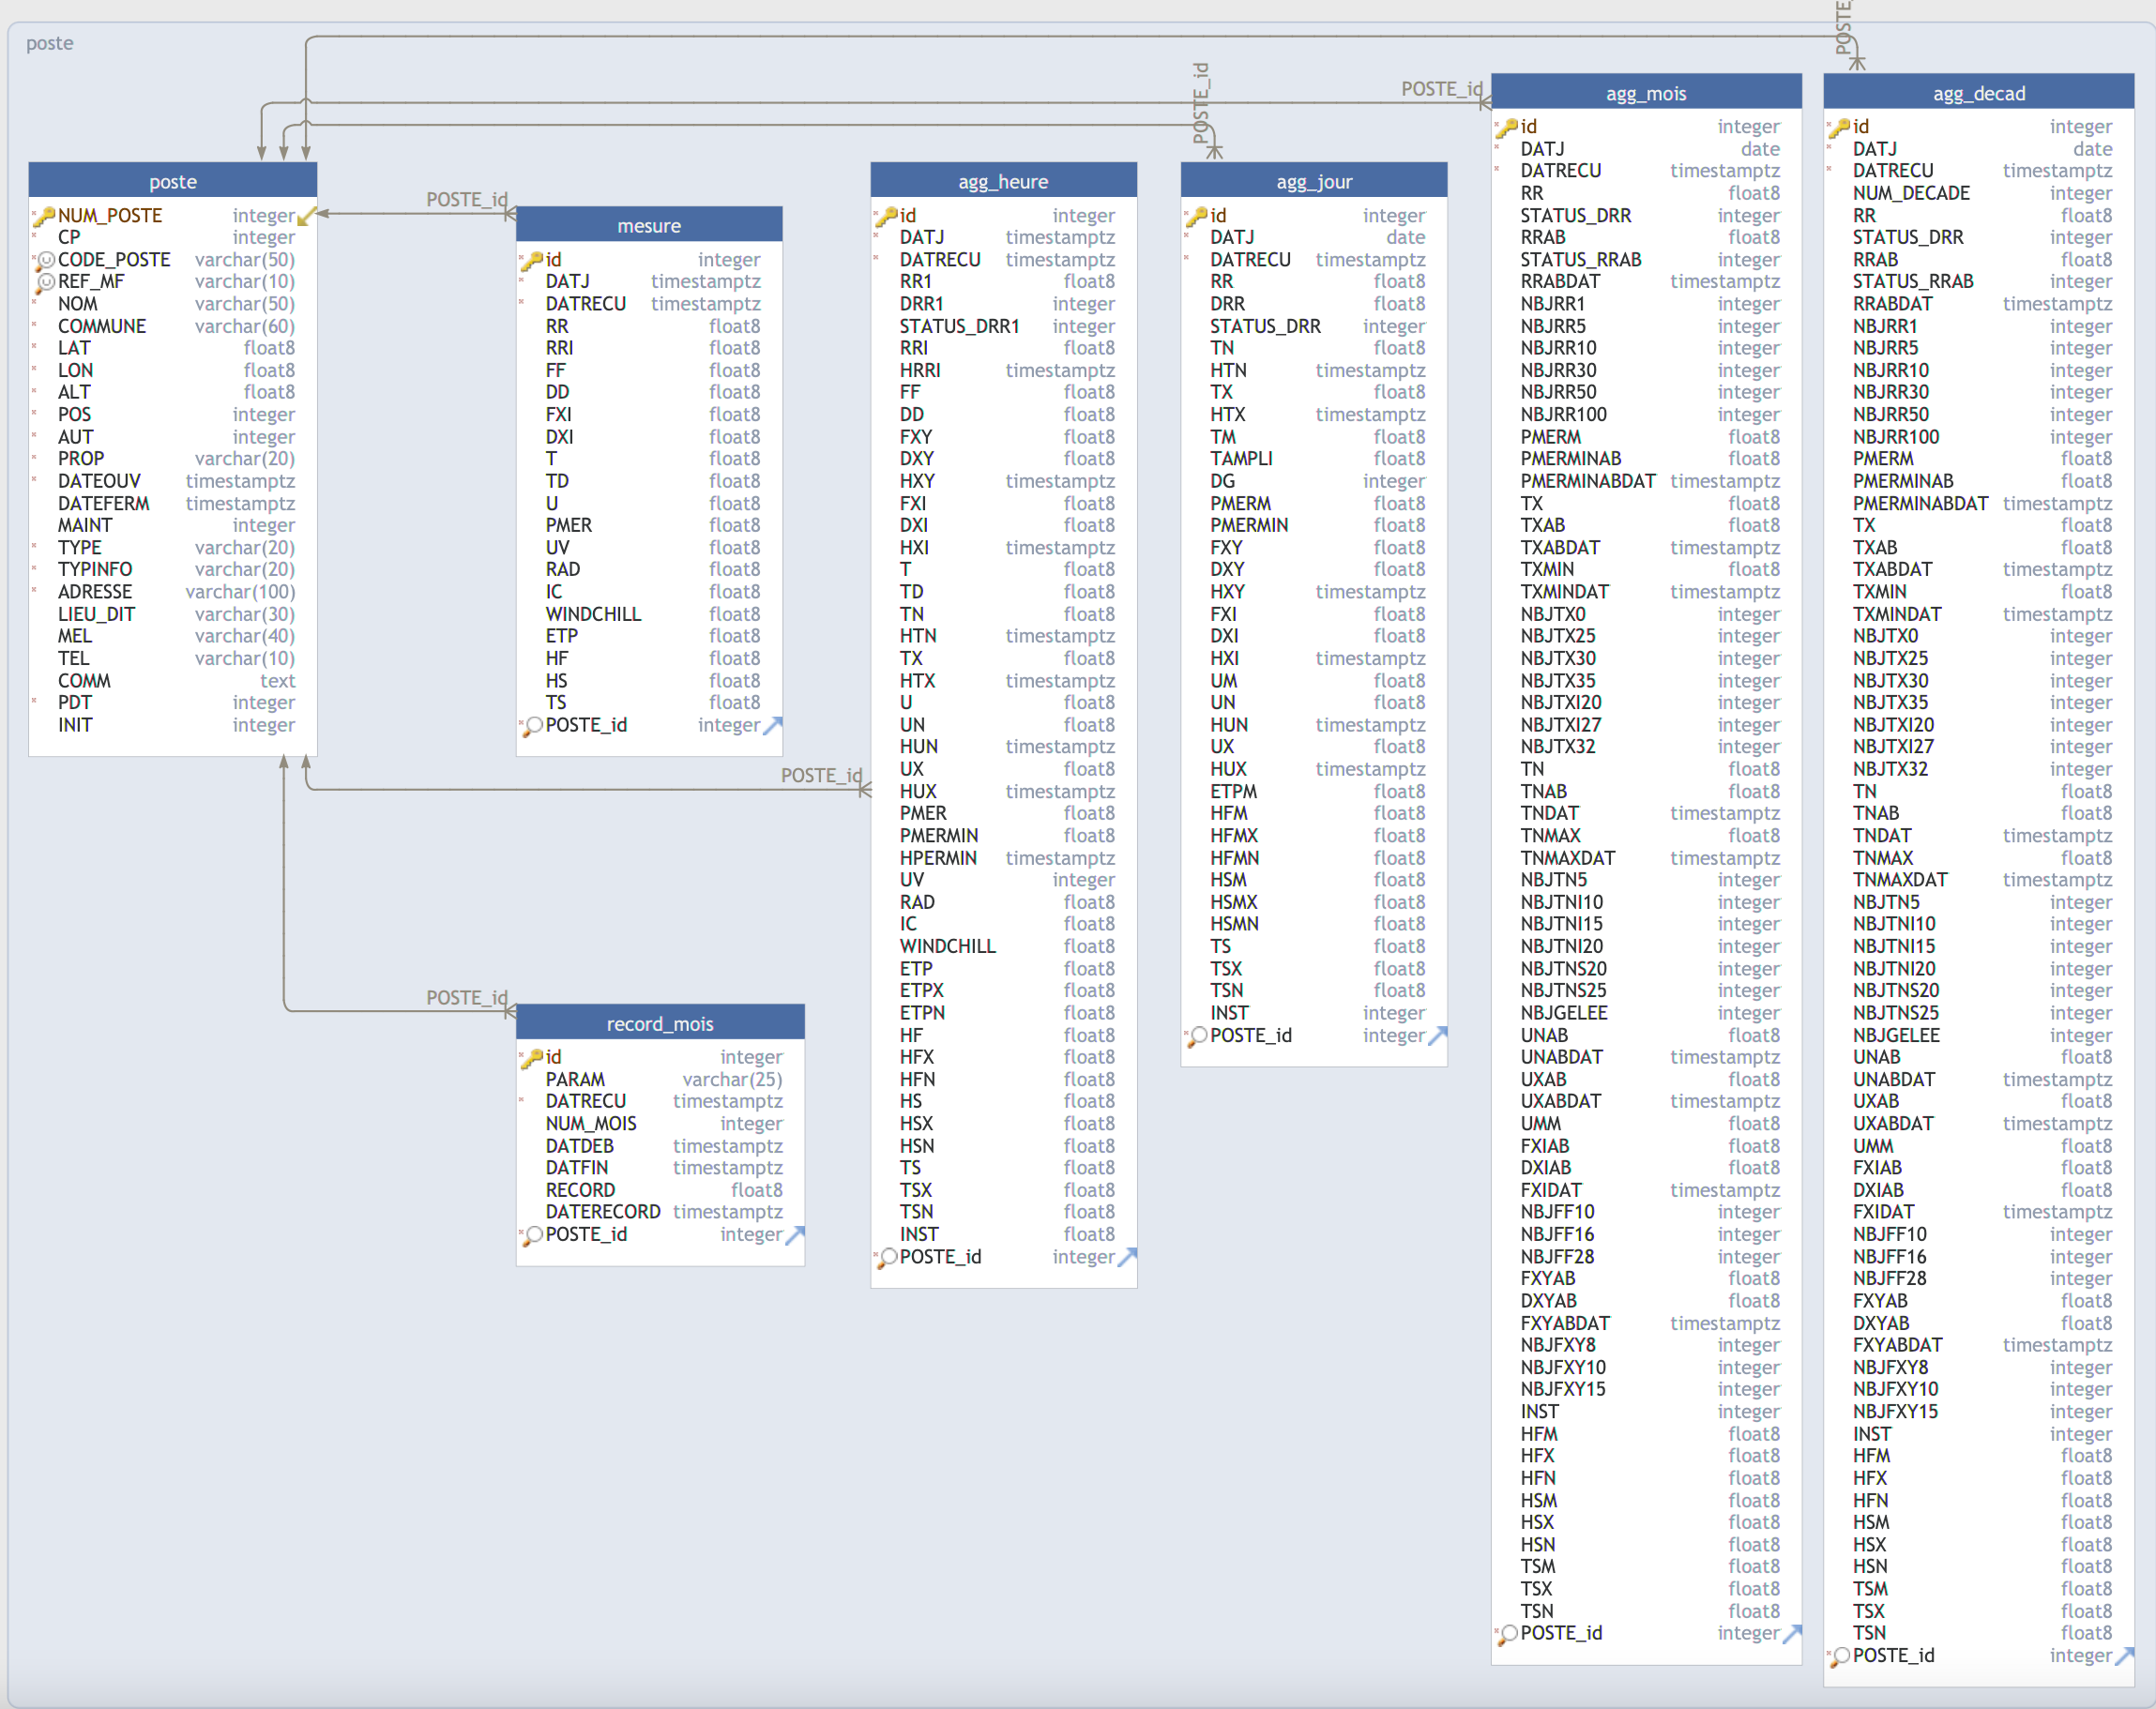 poste
POSTE_
POSTE_id
POSTE_id
poste
NUM_POSTE integer
CP integer
CODE_POSTE varchar(50)
REF_MF varchar(10)
NOM varchar(50)
COMMUNE varchar(60)
LAT float8
LON float8
ALT float8
POS integer
AUT integer
PROP varchar(20)
DATEOUV timestamptz
DATEFERM timestamptz
MAINT integer
TYPE varchar(20)
TYPINFO varchar(20)
ADRESSE varchar(100)
LIEU_DIT varchar(30)
MEL varchar(40)
TEL varchar(10)
COMM text
PDT integer
INIT integer
POSTE_id
mesure
id integer
DATJ timestamptz
DATRECU timestamptz
RR float8
RRI float8
FF float8
DD float8
FXI float8
DXI float8
T float8
TD float8
U float8
PMER float8
UV float8
RAD float8
IC float8
WINDCHILL float8
ETP float8
HF float8
HS float8
TS float8
POSTE_id integer
POSTE_id
POSTE_id
record_mois
id integer
PARAM varchar(25)
DATRECU timestamptz
NUM_MOIS integer
DATDEB timestamptz
DATFIN timestamptz
RECORD float8
DATERECORD timestamptz
POSTE_id integer
agg_heure
id integer
DATJ timestamptz
DATRECU timestamptz
RR1 float8
DRR1 integer
STATUS_DRR1 integer
RRI float8
HRRI timestamptz
FF float8
DD float8
FXY float8
DXY float8
HXY timestamptz
FXI float8
DXI float8
HXI timestamptz
T float8
TD float8
TN float8
HTN timestamptz
TX float8
HTX timestamptz
U float8
UN float8
HUN timestamptz
UX float8
HUX timestamptz
PMER float8
PMERMIN float8
HPERMIN timestamptz
UV integer
RAD float8
IC float8
WINDCHILL float8
ETP float8
ETPX float8
ETPN float8
HF float8
HFX float8
HFN float8
HS float8
HSX float8
HSN float8
TS float8
TSX float8
TSN float8
INST float8
POSTE_id integer
agg_jour
id integer
DATJ date
DATRECU timestamptz
RR float8
DRR float8
STATUS_DRR integer
TN float8
HTN timestamptz
TX float8
HTX timestamptz
TM float8
TAMPLI float8
DG integer
PMERM float8
PMERMIN float8
FXY float8
DXY float8
HXY timestamptz
FXI float8
DXI float8
HXI timestamptz
UM float8
UN float8
HUN timestamptz
UX float8
HUX timestamptz
ETPM float8
HFM float8
HFMX float8
HFMN float8
HSM float8
HSMX float8
HSMN float8
TS float8
TSX float8
TSN float8
INST integer
POSTE_id integer
agg_mois
id integer
DATJ date
DATRECU timestamptz
RR float8
STATUS_DRR integer
RRAB float8
STATUS_RRAB integer
RRABDAT timestamptz
NBJRR1 integer
NBJRR5 integer
NBJRR10 integer
NBJRR30 integer
NBJRR50 integer
NBJRR100 integer
PMERM float8
PMERMINAB float8
PMERMINABDAT timestamptz
TX float8
TXAB float8
TXABDAT timestamptz
TXMIN float8
TXMINDAT timestamptz
NBJTX0 integer
NBJTX25 integer
NBJTX30 integer
NBJTX35 integer
NBJTXI20 integer
NBJTXI27 integer
NBJTX32 integer
TN float8
TNAB float8
TNDAT timestamptz
TNMAX float8
TNMAXDAT timestamptz
NBJTN5 integer
NBJTNI10 integer
NBJTNI15 integer
NBJTNI20 integer
NBJTNS20 integer
NBJTNS25 integer
NBJGELEE integer
UNAB float8
UNABDAT timestamptz
UXAB float8
UXABDAT timestamptz
UMM float8
FXIAB float8
DXIAB float8
FXIDAT timestamptz
NBJFF10 integer
NBJFF16 integer
NBJFF28 integer
FXYAB float8
DXYAB float8
FXYABDAT timestamptz
NBJFXY8 integer
NBJFXY10 integer
NBJFXY15 integer
INST integer
HFM float8
HFX float8
HFN float8
HSM float8
HSX float8
HSN float8
TSM float8
TSX float8
TSN float8
POSTE_id integer
agg_decad
id integer
DATJ date
DATRECU timestamptz
NUM_DECADE integer
RR float8
STATUS_DRR integer
RRAB float8
STATUS_RRAB integer
RRABDAT timestamptz
NBJRR1 integer
NBJRR5 integer
NBJRR10 integer
NBJRR30 integer
NBJRR50 integer
NBJRR100 integer
PMERM float8
PMERMINAB float8
PMERMINABDAT timestamptz
TX float8
TXAB float8
TXABDAT timestamptz
TXMIN float8
TXMINDAT timestamptz
NBJTX0 integer
NBJTX25 integer
NBJTX30 integer
NBJTX35 integer
NBJTXI20 integer
NBJTXI27 integer
NBJTX32 integer
TN float8
TNAB float8
TNDAT timestamptz
TNMAX float8
TNMAXDAT timestamptz
NBJTN5 integer
NBJTNI10 integer
NBJTNI15 integer
NBJTNI20 integer
NBJTNS20 integer
NBJTNS25 integer
NBJGELEE integer
UNAB float8
UNABDAT timestamptz
UXAB float8
UXABDAT timestamptz
UMM float8
FXIAB float8
DXIAB float8
FXIDAT timestamptz
NBJFF10 integer
NBJFF16 integer
NBJFF28 integer
FXYAB float8
DXYAB float8
FXYABDAT timestamptz
NBJFXY8 integer
NBJFXY10 integer
NBJFXY15 integer
INST integer
HFM float8
HFX float8
HFN float8
HSM float8
HSX float8
HSN float8
TSM float8
TSX float8
TSN float8
POSTE_id integer